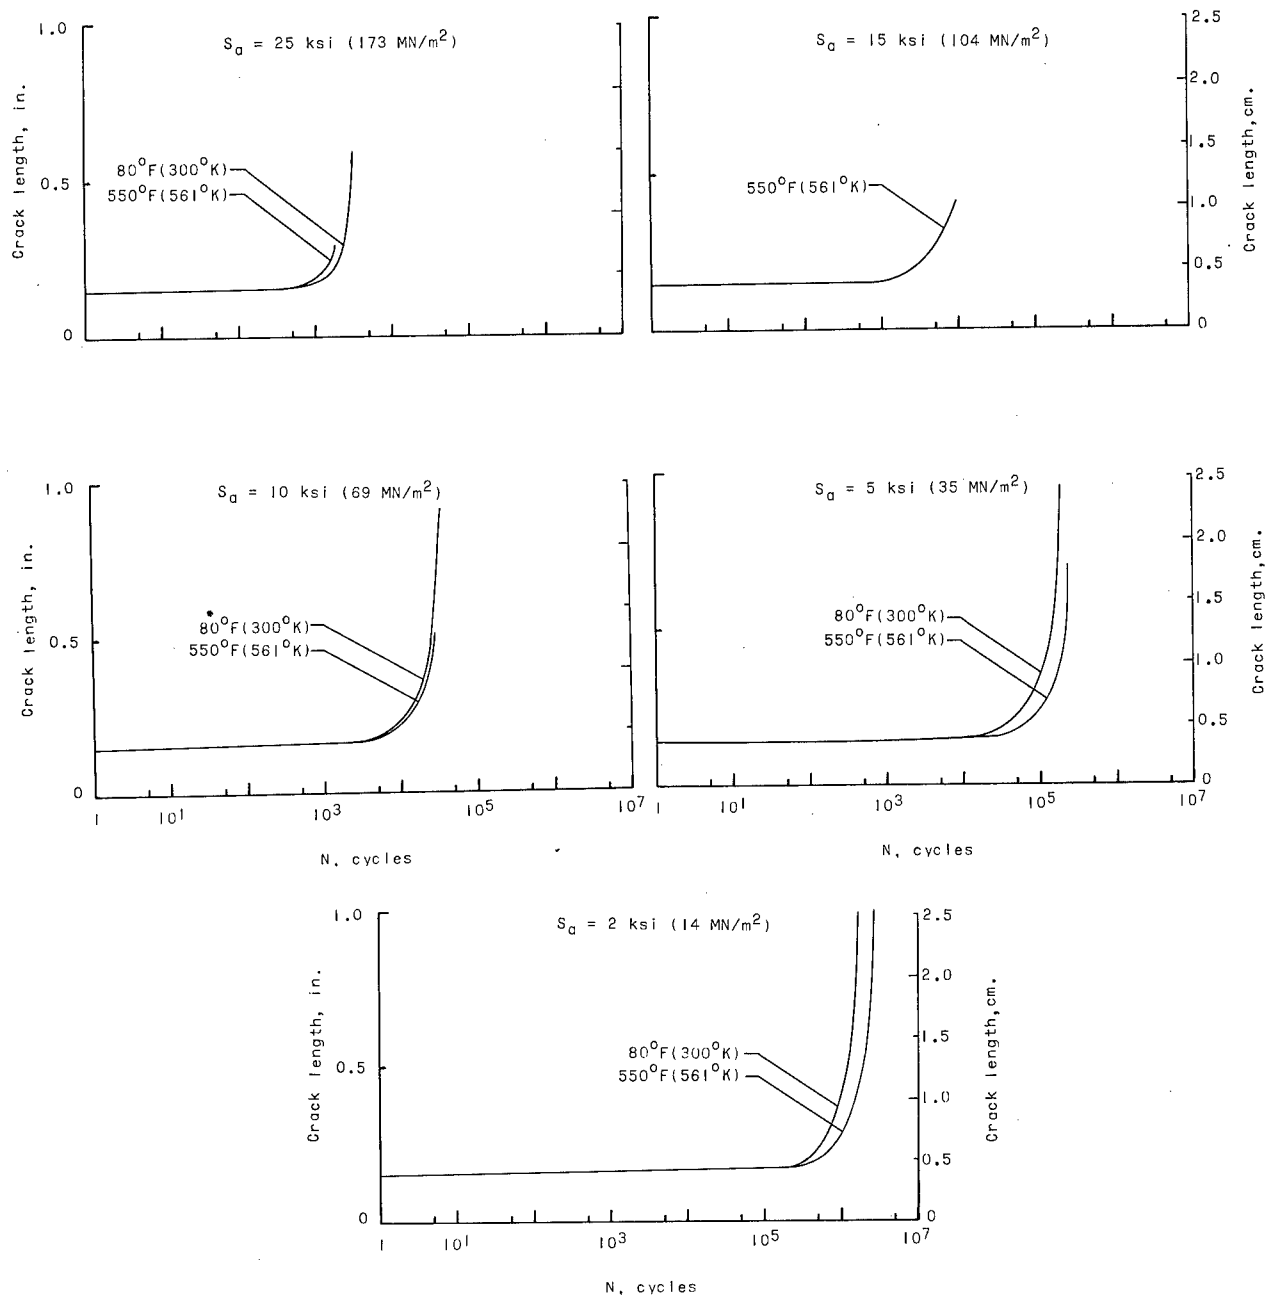 1.0
S_a = 25 ksi (173 MN/m²)
Crack length, in.
80°F(300°K)
550°F(561°K)
0.5
0
S_a = 15 ksi (104 MN/m²)
550°F(561°K)
2.5
2.0
1.5
1.0
0.5
0
Crack length,cm.
1.0
S_a = 10 ksi (69 MN/m²)
Crack length, in.
80°F(300°K)
550°F(561°K)
0.5
0
1 10¹ 10³ 10⁵ 10⁷
N, cycles
S_a = 5 ksi (35 MN/m²)
80°F(300°K)
550°F(561°K)
2.5
2.0
1.5
1.0
0.5
0
Crack length,cm.
1 10¹ 10³ 10⁵ 10⁷
N, cycles
1.0
S_a = 2 ksi (14 MN/m²)
Crack length, in.
80°F(300°K)
550°F(561°K)
0.5
0
2.5
2.0
1.5
1.0
0.5
0
Crack length,cm.
1 10¹ 10³ 10⁵ 10⁷
N, cycles